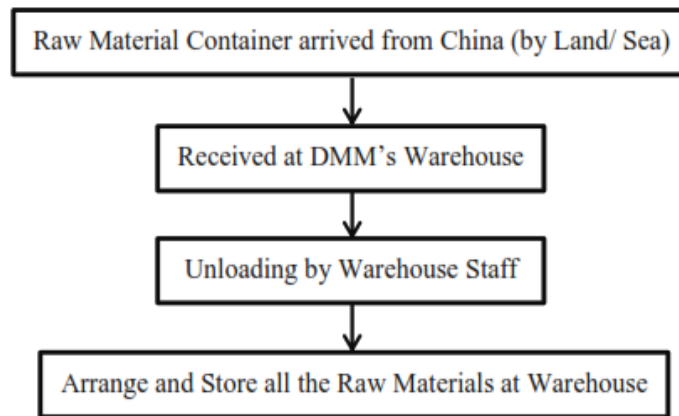 Raw Material Container arrived from China (by Land/ Sea)
Received at DMM’s Warehouse
Unloading by Warehouse Staff
Arrange and Store all the Raw Materials at Warehouse